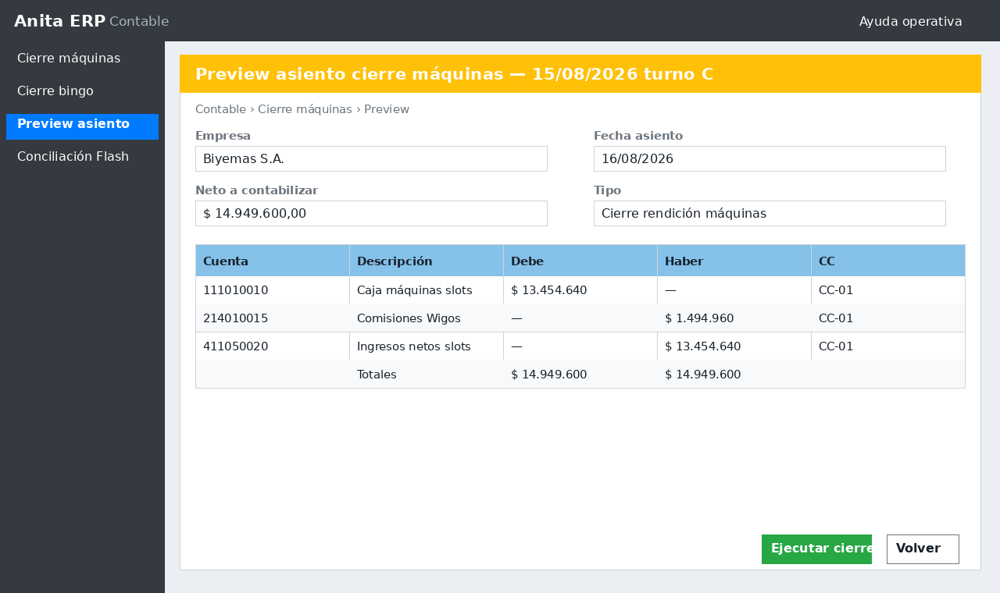 Anita ERP Contable
Ayuda operativa
Cierre máquinas
Cierre bingo
Preview asiento
Conciliación Flash
Preview asiento cierre máquinas — 15/08/2026 turno C
Contable › Cierre máquinas › Preview
Empresa
Biyemas S.A.
Fecha asiento
16/08/2026
Neto a contabilizar
$ 14.949.600,00
Tipo
Cierre rendición máquinas
Cuenta Descripción Debe Haber CC
111010010 Caja máquinas slots $ 13.454.640 — CC-01
214010015 Comisiones Wigos — $ 1.494.960 CC-01
411050020 Ingresos netos slots — $ 13.454.640 CC-01
Totales $ 14.949.600 $ 14.949.600
Ejecutar cierre
Volver